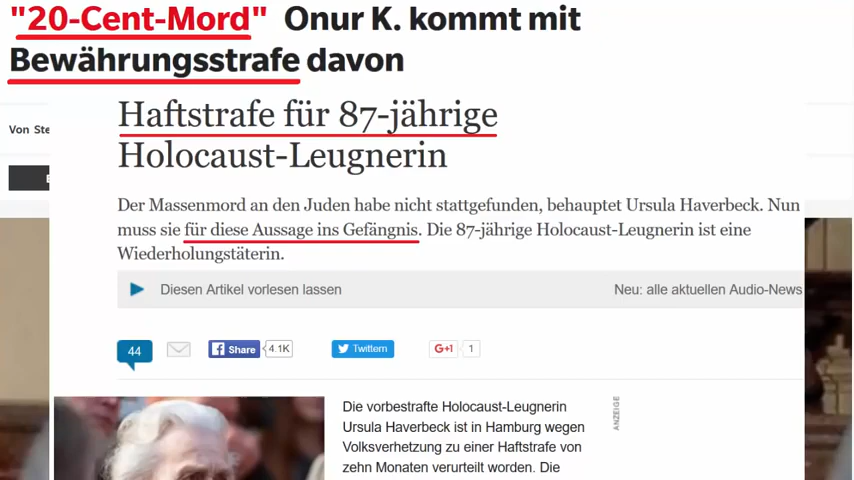 "20-Cent-Mord" Onur K. kommt mit
Bewährungsstrafe davon
Von Ste
Haftstrafe für 87-jährige
Holocaust-Leugnerin
Der Massenmord an den Juden habe nicht stattgefunden, behauptet Ursula Haverbeck. Nun
muss sie für diese Aussage ins Gefängnis. Die 87-jährige Holocaust-Leugnerin ist eine
Wiederholungstäterin.
Diesen Artikel vorlesen lassen Neu: alle aktuellen Audio-News
44 Share 4.1K Twittern G+1 1
Die vorbestrafte Holocaust-Leugnerin
Ursula Haverbeck ist in Hamburg wegen
Volksverhetzung zu einer Haftstrafe von
zehn Monaten verurteilt worden. Die
ANZEIGE